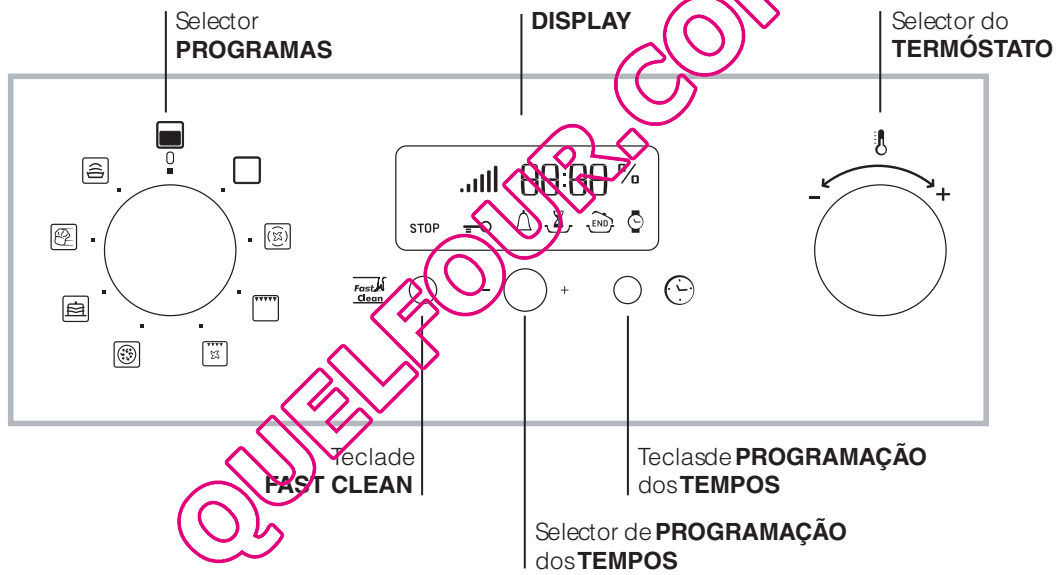 Selector
PROGRAMAS
DISPLAY
Selector do
TERMÓSTATO
0
88:88 %
STOP
END
- +
Fast
Clean
- +
Teclade
FAST CLEAN
Teclasde PROGRAMAÇÃO
dos TEMPOS
Selector de PROGRAMAÇÃO
dos TEMPOS
QUELFOUR.COM